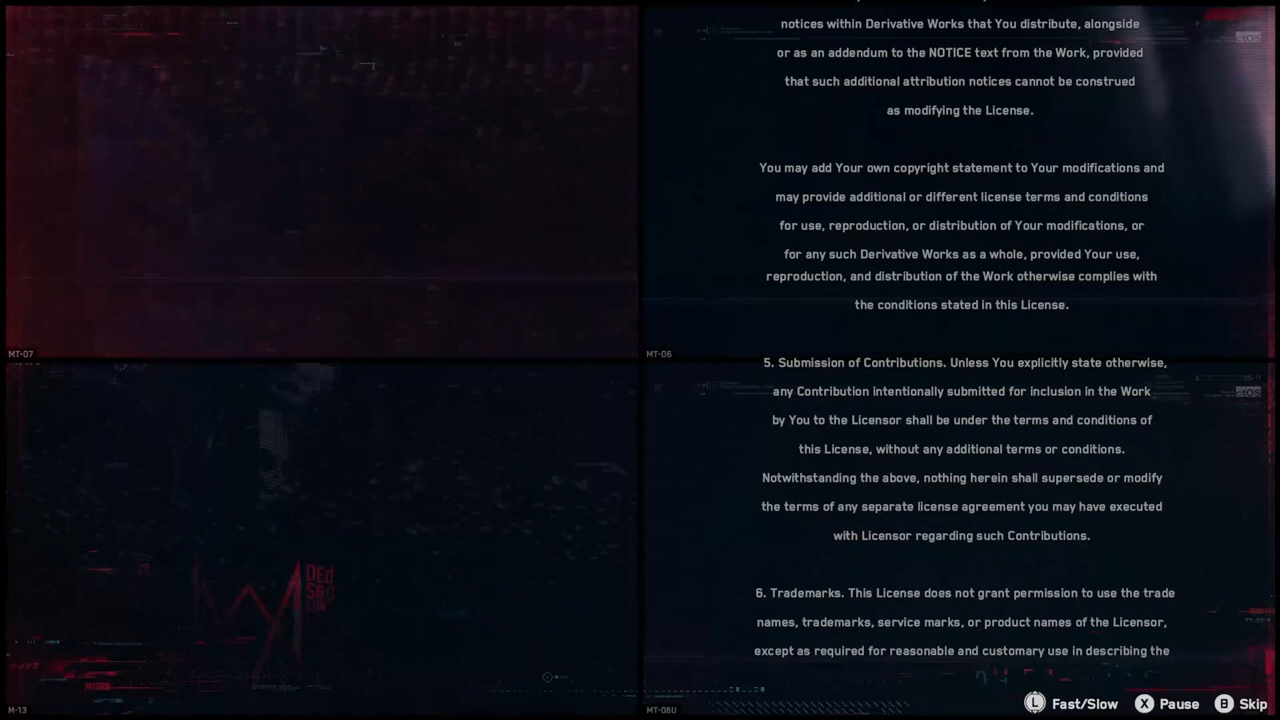 notices within Derivative Works that You distribute, alongside
or as an addendum to the NOTICE text from the Work, provided
that such additional attribution notices cannot be construed
as modifying the License.
You may add Your own copyright statement to Your modifications and
may provide additional or different license terms and conditions
for use, reproduction, or distribution of Your modifications, or
for any such Derivative Works as a whole, provided Your use,
reproduction, and distribution of the Work otherwise complies with
the conditions stated in this License.
MT-07
MT-06
5. Submission of Contributions. Unless You explicitly state otherwise,
any Contribution intentionally submitted for inclusion in the Work
by You to the Licensor shall be under the terms and conditions of
this License, without any additional terms or conditions.
Notwithstanding the above, nothing herein shall supersede or modify
the terms of any separate license agreement you may have executed
with Licensor regarding such Contributions.
6. Trademarks. This License does not grant permission to use the trade
names, trademarks, service marks, or product names of the Licensor,
except as required for reasonable and customary use in describing the
M-13
MT-06U
L Fast/Slow X Pause B Skip